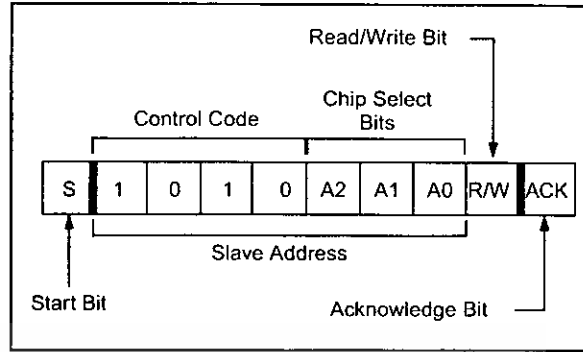 Read/Write Bit
Chip Select
Control Code Bits
S 1 0 1 0 A2 A1 A0 R/W ACK
Slave Address
Start Bit
Acknowledge Bit